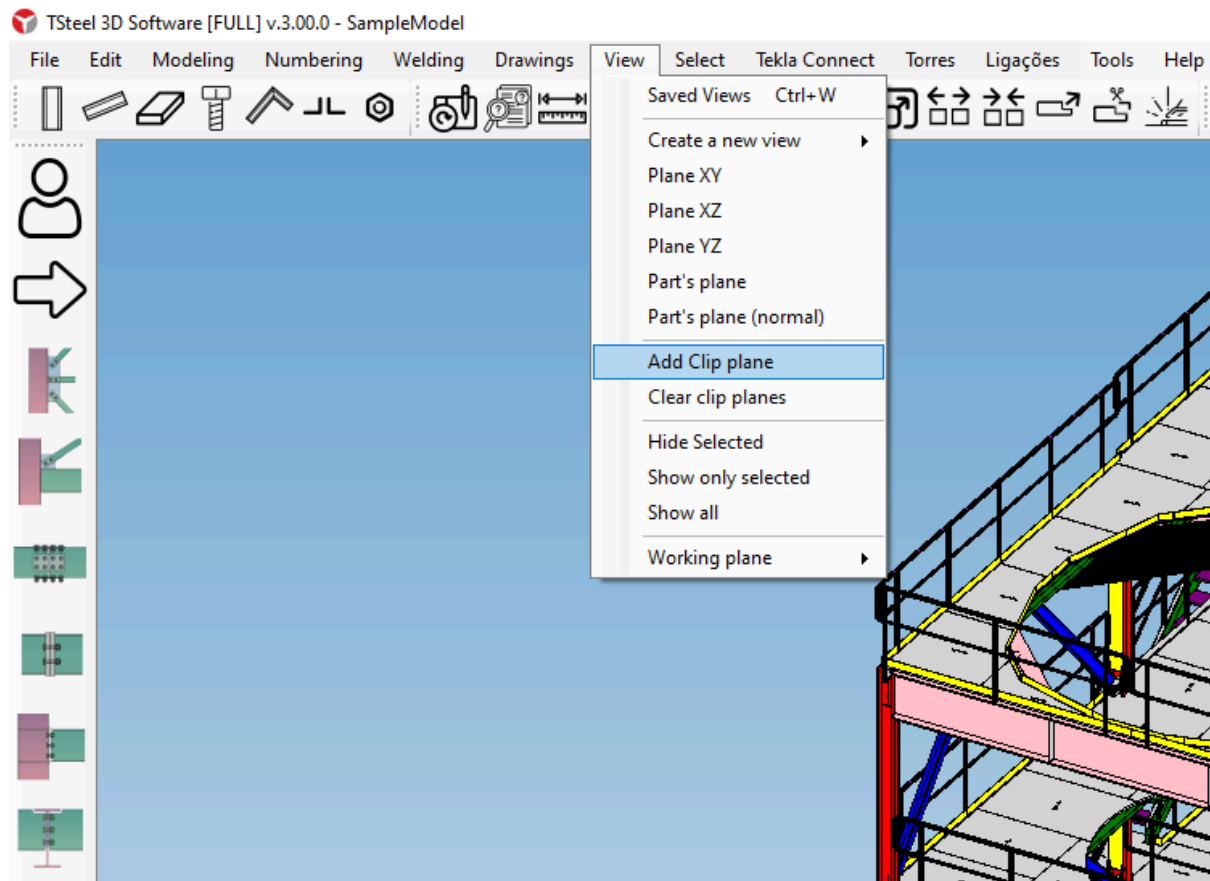 TSteel 3D Software [FULL] v.3.00.0 - SampleModel
File Edit Modeling Numbering Welding Drawings View Select Tekla Connect Torres Ligações Tools Help
Saved Views Ctrl+W
Create a new view
Plane XY
Plane XZ
Plane YZ
Part's plane
Part's plane (normal)
Add Clip plane
Clear clip planes
Hide Selected
Show only selected
Show all
Working plane